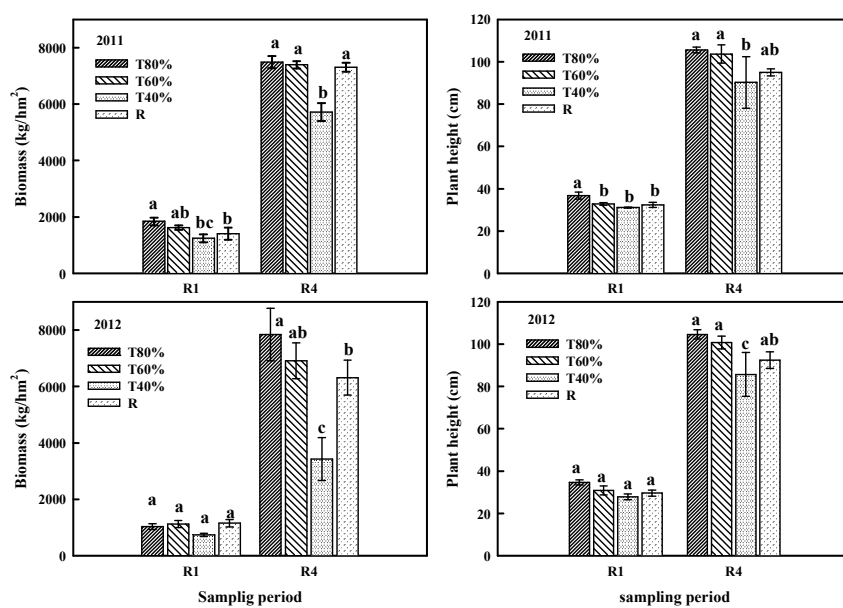 2011
T80%
T60%
T40%
R
Biomass (kg/hm²)
8000
6000
4000
2000
0
a ab bc b a a b a
R1 R4
2011
T80%
T60%
T40%
R
Plant height (cm)
120
100
80
60
40
20
0
a b b b a a b ab
R1 R4
2012
T80%
T60%
T40%
R
Biomass (kg/hm²)
8000
6000
4000
2000
0
a a a a a ab c b
R1 R4
Samplig period
2012
T80%
T60%
T40%
R
Plant height (cm)
120
100
80
60
40
20
0
a a a a a a c ab
R1 R4
sampling period